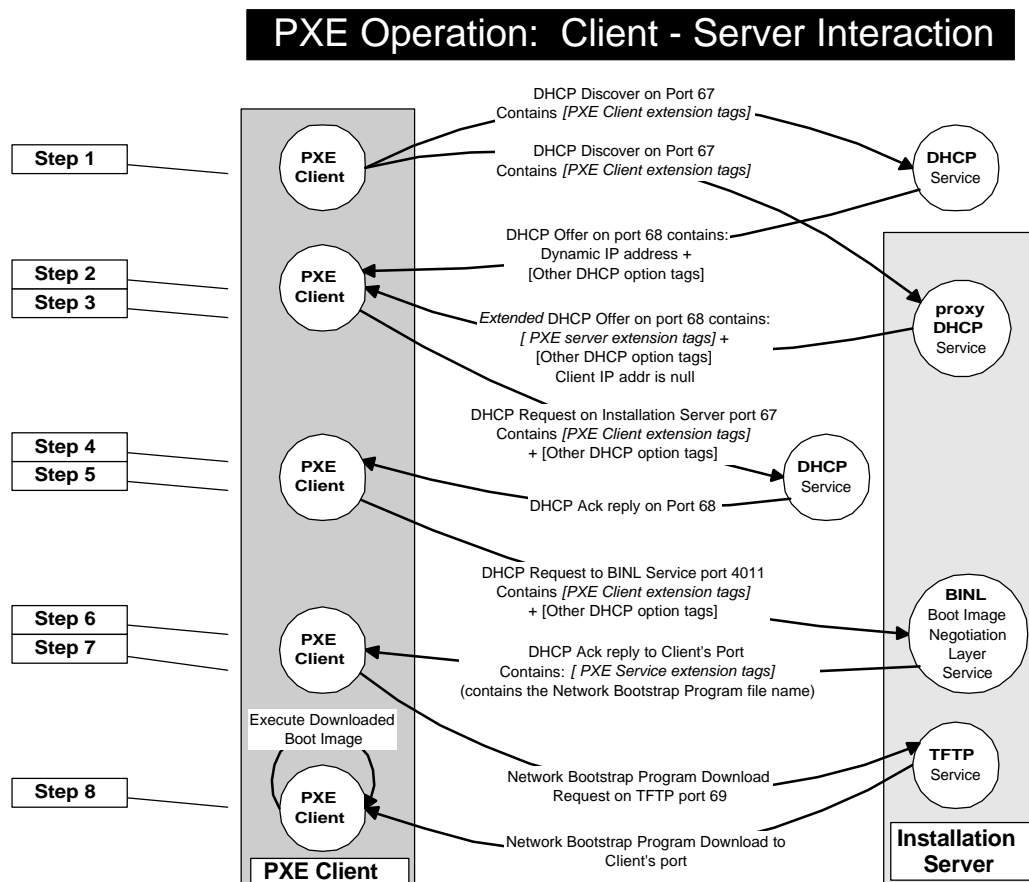 PXE Operation: Client - Server Interaction
DHCP Discover on Port 67
Contains [PXE Client extension tags]
Step 1
PXE
Client
DHCP Discover on Port 67
Contains [PXE Client extension tags]
DHCP
Service
DHCP Offer on port 68 contains:
Dynamic IP address +
[Other DHCP option tags]
Step 2
Step 3
PXE
Client
Extended DHCP Offer on port 68 contains:
[ PXE server extension tags] +
[Other DHCP option tags]
Client IP addr is null
proxy
DHCP
Service
DHCP Request on Installation Server port 67
Contains [PXE Client extension tags]
+ [Other DHCP option tags]
Step 4
Step 5
PXE
Client
DHCP
Service
DHCP Ack reply on Port 68
DHCP Request to BINL Service port 4011
Contains [PXE Client extension tags]
+ [Other DHCP option tags]
Step 6
Step 7
PXE
Client
BINL
Boot Image
Negotiation
Layer
Service
DHCP Ack reply to Client's Port
Contains: [ PXE Service extension tags]
(contains the Network Bootstrap Program file name)
Execute Downloaded
Boot Image
Network Bootstrap Program Download
Request on TFTP port 69
TFTP
Service
Step 8
PXE
Client
Network Bootstrap Program Download to
Client's port
PXE Client
Installation
Server